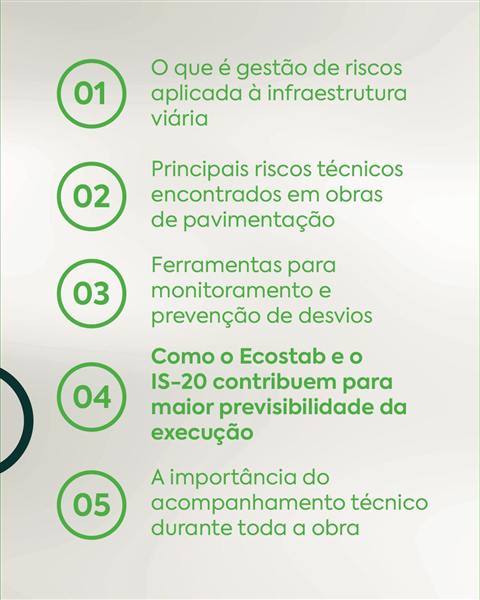 01
O que é gestão de riscos
aplicada à infraestrutura
viária
02
Principais riscos técnicos
encontrados em obras
de pavimentação
03
Ferramentas para
monitoramento e
prevenção de desvios
04
Como o Ecostab e o
IS-20 contribuem para
maior previsibilidade da
execução
05
A importância do
acompanhamento técnico
durante toda a obra